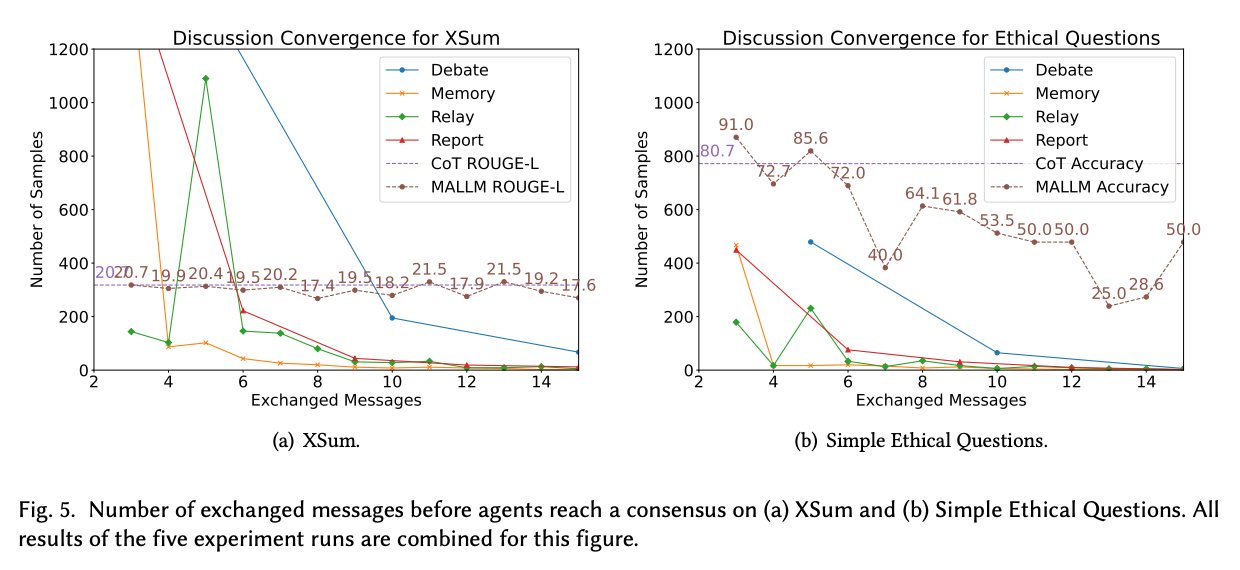 Discussion Convergence for XSum
1200
1000
800
600
400
200
0
Number of Samples
Debate
Memory
Relay
Report
CoT ROUGE-L
MALLM ROUGE-L
20.7
20.7
19.9
20.4
19.5
20.2
17.4
19.5
18.2
21.5
17.9
21.5
19.2
17.6
2 4 6 8 10 12 14
Exchanged Messages
(a) XSum.
Discussion Convergence for Ethical Questions
1200
1000
800
600
400
200
0
Number of Samples
Debate
Memory
Relay
Report
CoT Accuracy
MALLM Accuracy
80.7
91.0
72.7
85.6
72.0
40.0
64.1
61.8
53.5
50.0
50.0
25.0
28.6
50.0
2 4 6 8 10 12 14
Exchanged Messages
(b) Simple Ethical Questions.
Fig. 5. Number of exchanged messages before agents reach a consensus on (a) XSum and (b) Simple Ethical Questions. All
results of the five experiment runs are combined for this figure.